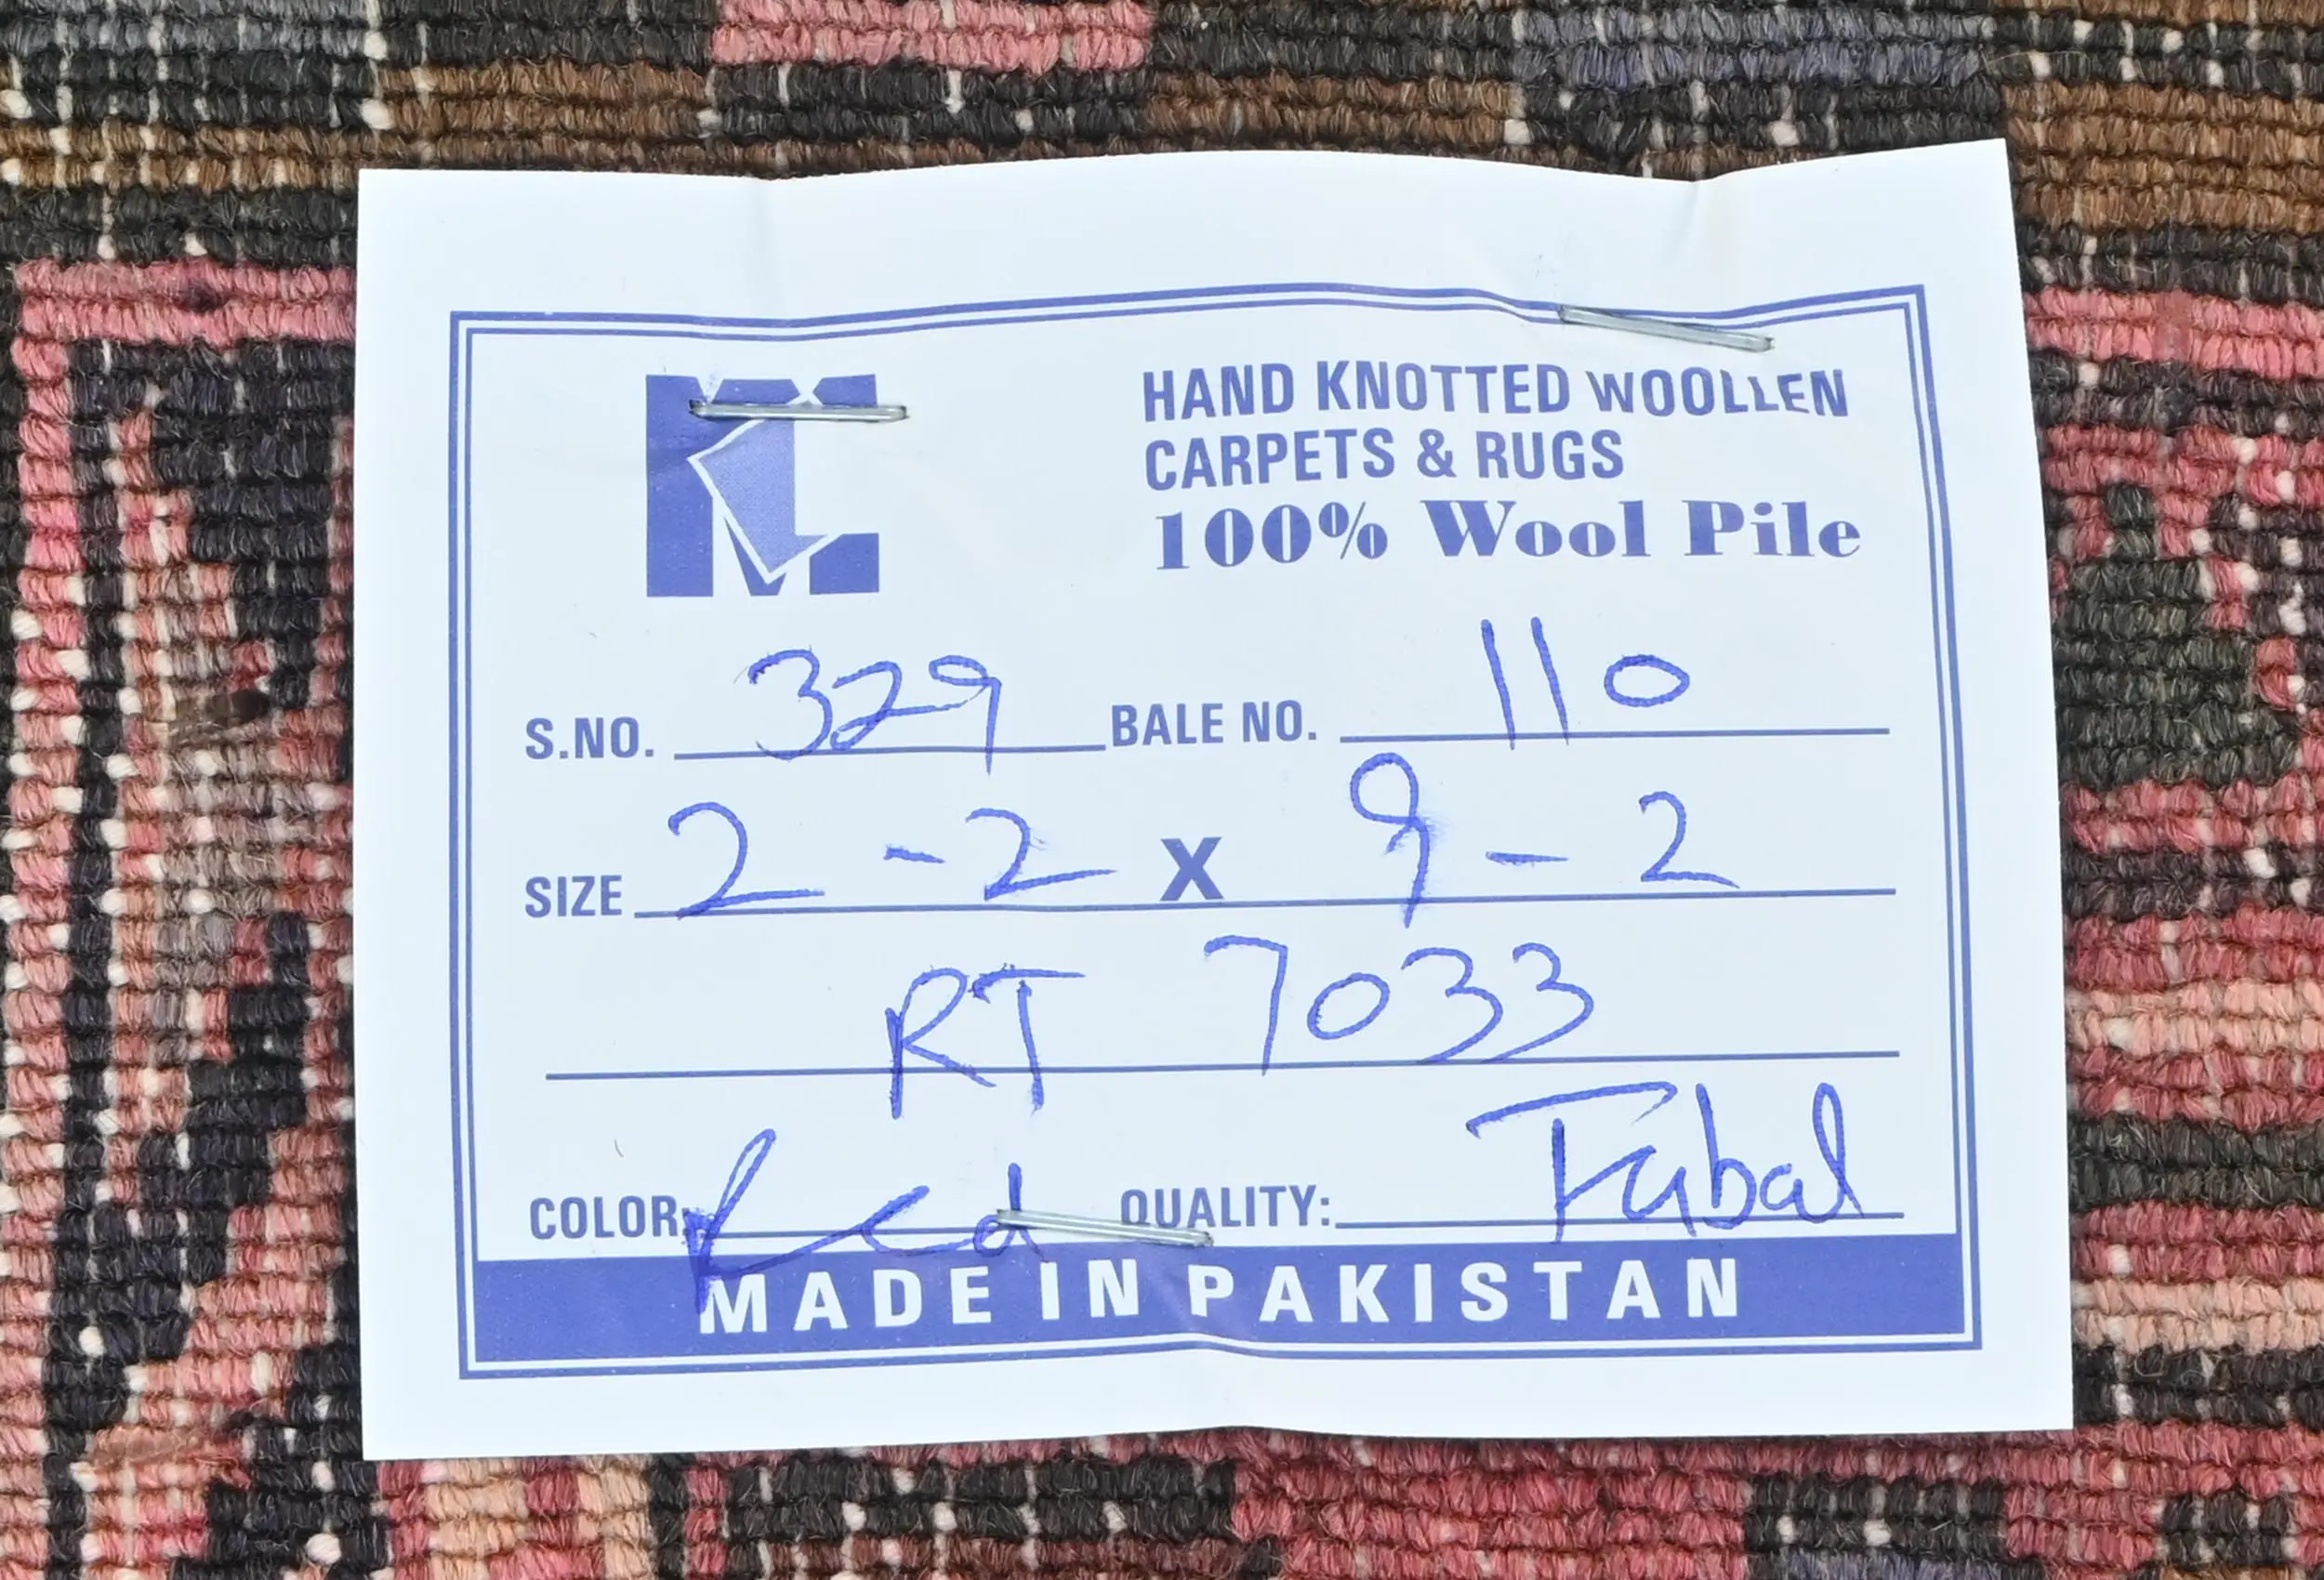 HAND KNOTTED WOOLLEN
CARPETS & RUGS
100% Wool Pile
S.NO. 329 BALE NO. 110
SIZE 2-2 X 9-2
RT 7033
COLOR: Red QUALITY: Tabal
MADE IN PAKISTAN